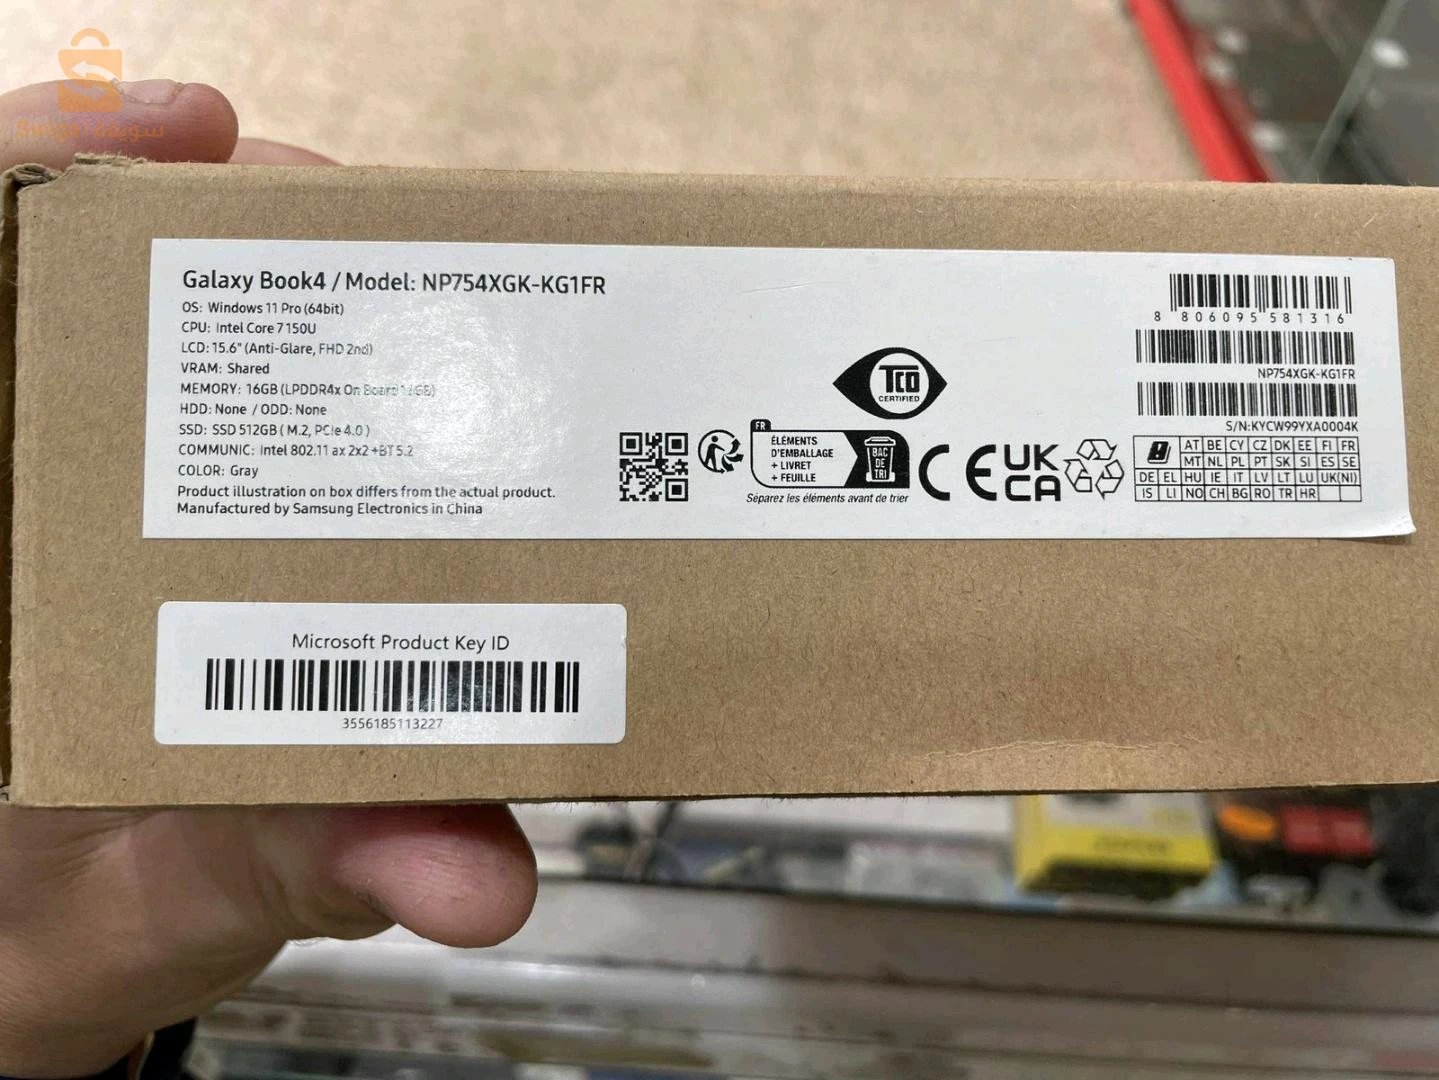 سويقة
Galaxy Book4 / Model: NP754XGK-KG1FR
OS: Windows 11 Pro (64bit)
CPU: Intel Core 7 150U
LCD: 15.6" (Anti-Glare, FHD 2nd)
VRAM: Shared
MEMORY: 16GB (LPDDR4x On Board 16GB)
HDD: None / ODD: None
SSD: SSD 512GB ( M.2, PCIe 4.0 )
COMMUNIC: Intel 802.11 ax 2x2 +BT 5.2
COLOR: Gray
Product illustration on box differs from the actual product.
Manufactured by Samsung Electronics in China
TCO
CERTIFIED
FR
ÉLÉMENTS
D'EMBALLAGE
+ LIVRET
+ FEUILLE
BAC
DE
TRI
Séparez les éléments avant de trier
CE
UK
CA
8 806095 581316
NP754XGK-KG1FR
S/N:KYCW99YXA0004K
AT BE CY CZ DK EE FI FR
MT NL PL PT SK SI ES SE
DE EL HU IE IT LV LT LU UK(NI)
IS LI NO CH BG RO TR HR
Microsoft Product Key ID
3556185113227